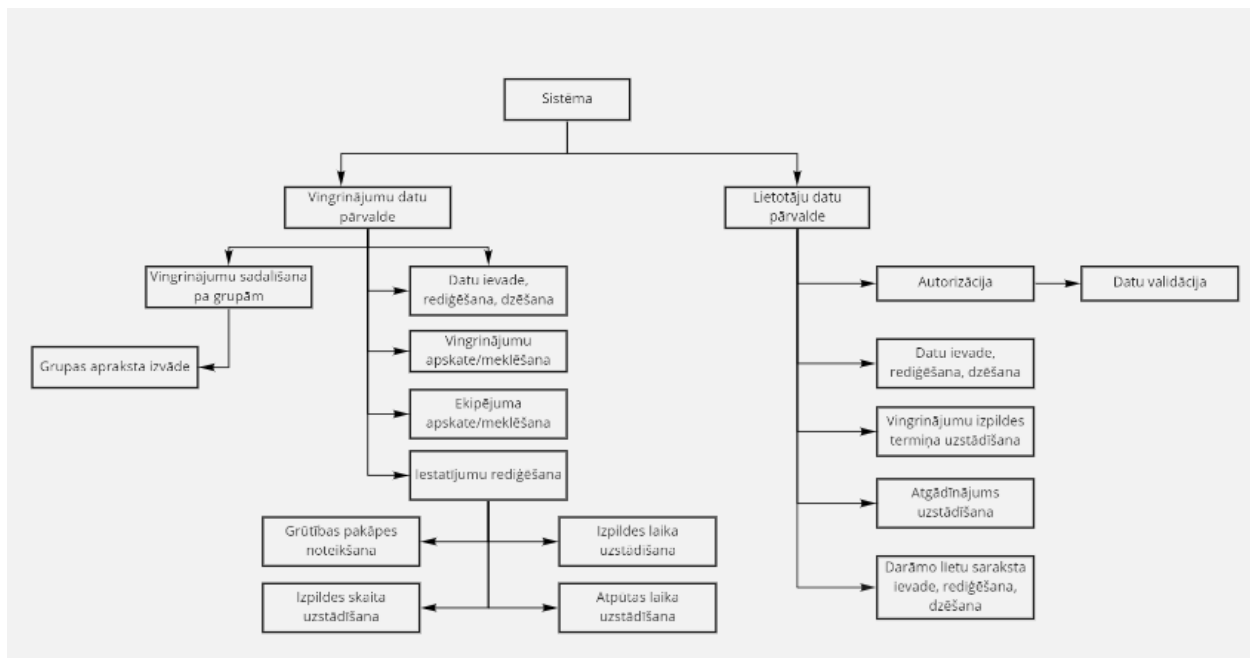 Sistēma
Vingrinājumu datu
pārvalde
Lietotāju datu
pārvalde
Vingrinājumu sadalīšana
pa grupām
Datu ievade,
rediģēšana, dzēšana
Autorizācija
Datu validācija
Vingrinājumu
apskate/meklēšana
Grupas apraksta izvāde
Datu ievade,
rediģēšana, dzēšana
Ekipējuma
apskate/meklēšana
Vingrinājumu izpildes
termiņa uzstādīšana
Iestatījumu rediģēšana
Atgādinājums
uzstādīšana
Grūtības pakāpes
noteikšana
Izpildes laika
uzstādīšana
Darāmo lietu saraksta
ievade, rediģēšana,
dzēšana
Izpildes skaita
uzstādīšana
Atpūtas laika
uzstādīšana